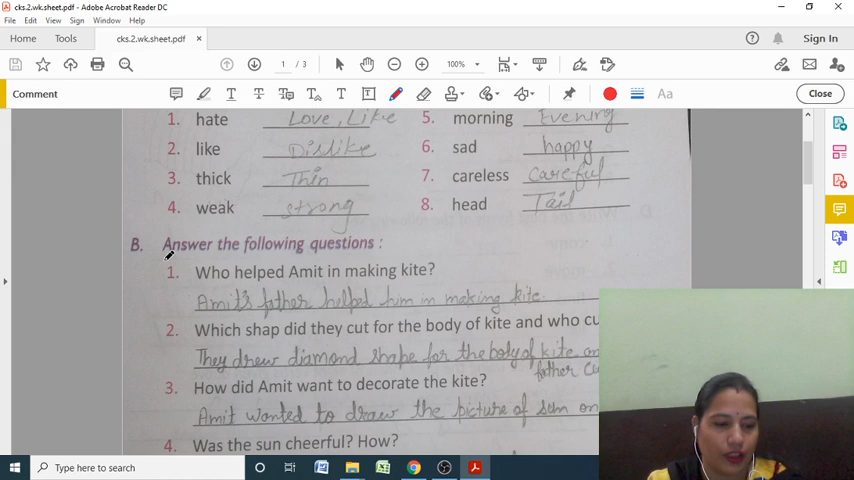 cks.2.wk.sheet.pdf - Adobe Acrobat Reader DC
File Edit View Sign Window Help
Home Tools cks.2.wk.sheet.pdf × Sign In
1 / 3 100%
Comment Aa Close
1. hate Love, Like 5. morning Evening
2. like Dislike 6. sad happy
3. thick Thin 7. careless careful
4. weak strong 8. head Tail
B. Answer the following questions :
1. Who helped Amit in making kite?
Amit's father helped him in making kite.
2. Which shap did they cut for the body of kite and who cu
They drew diamond shape for the body of kite
father
3. How did Amit want to decorate the kite?
Amit wanted to draw the picture of sun on
4. Was the sun cheerful? How?
Type here to search